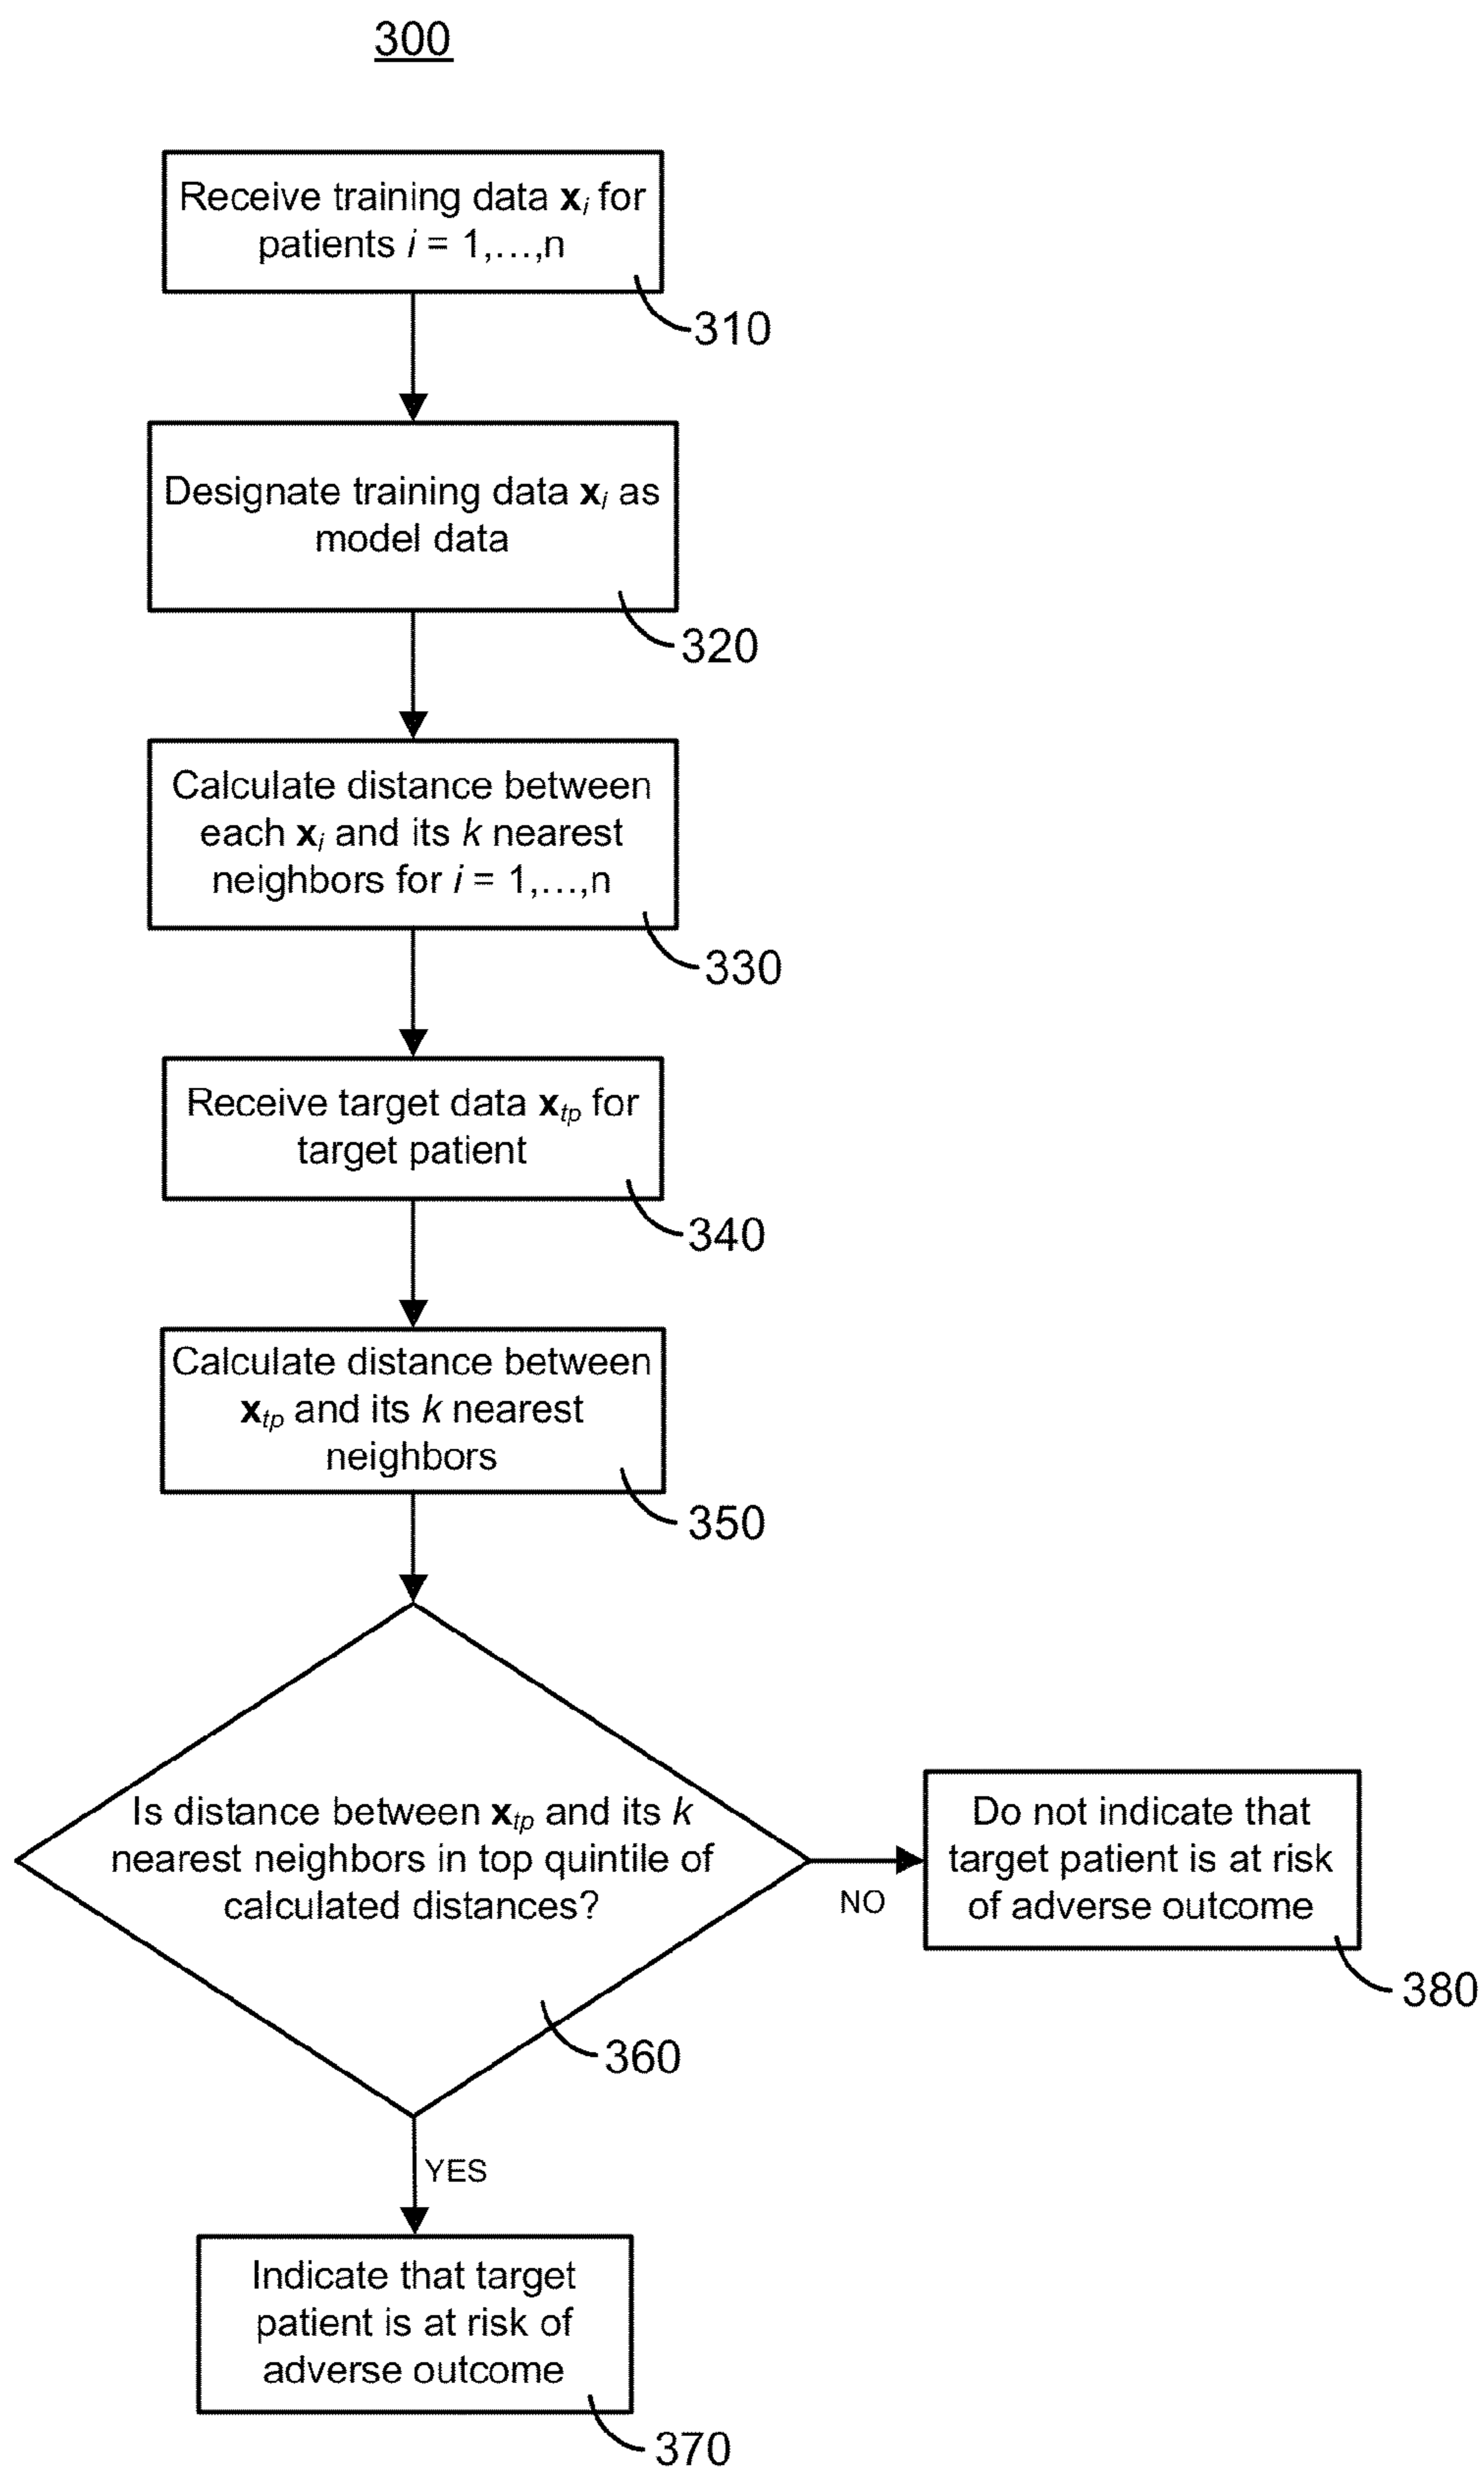 300
Receive training data xi for
patients i = 1,...,n
310
Designate training data xi as
model data
320
Calculate distance between
each xi and its k nearest
neighbors for i = 1,...,n
330
Receive target data xtp for
target patient
340
Calculate distance between
xtp and its k nearest
neighbors
350
Is distance between xtp and its k
nearest neighbors in top quintile of
calculated distances?
360
NO
Do not indicate that
target patient is at risk
of adverse outcome
380
YES
Indicate that target
patient is at risk of
adverse outcome
370